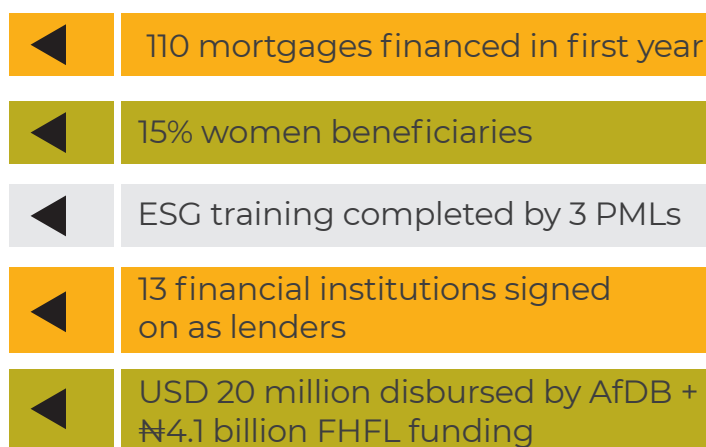 110 mortgages financed in first year
15% women beneficiaries
ESG training completed by 3 PMLs
13 financial institutions signed
on as lenders
USD 20 million disbursed by AfDB +
₦4.1 billion FHFL funding